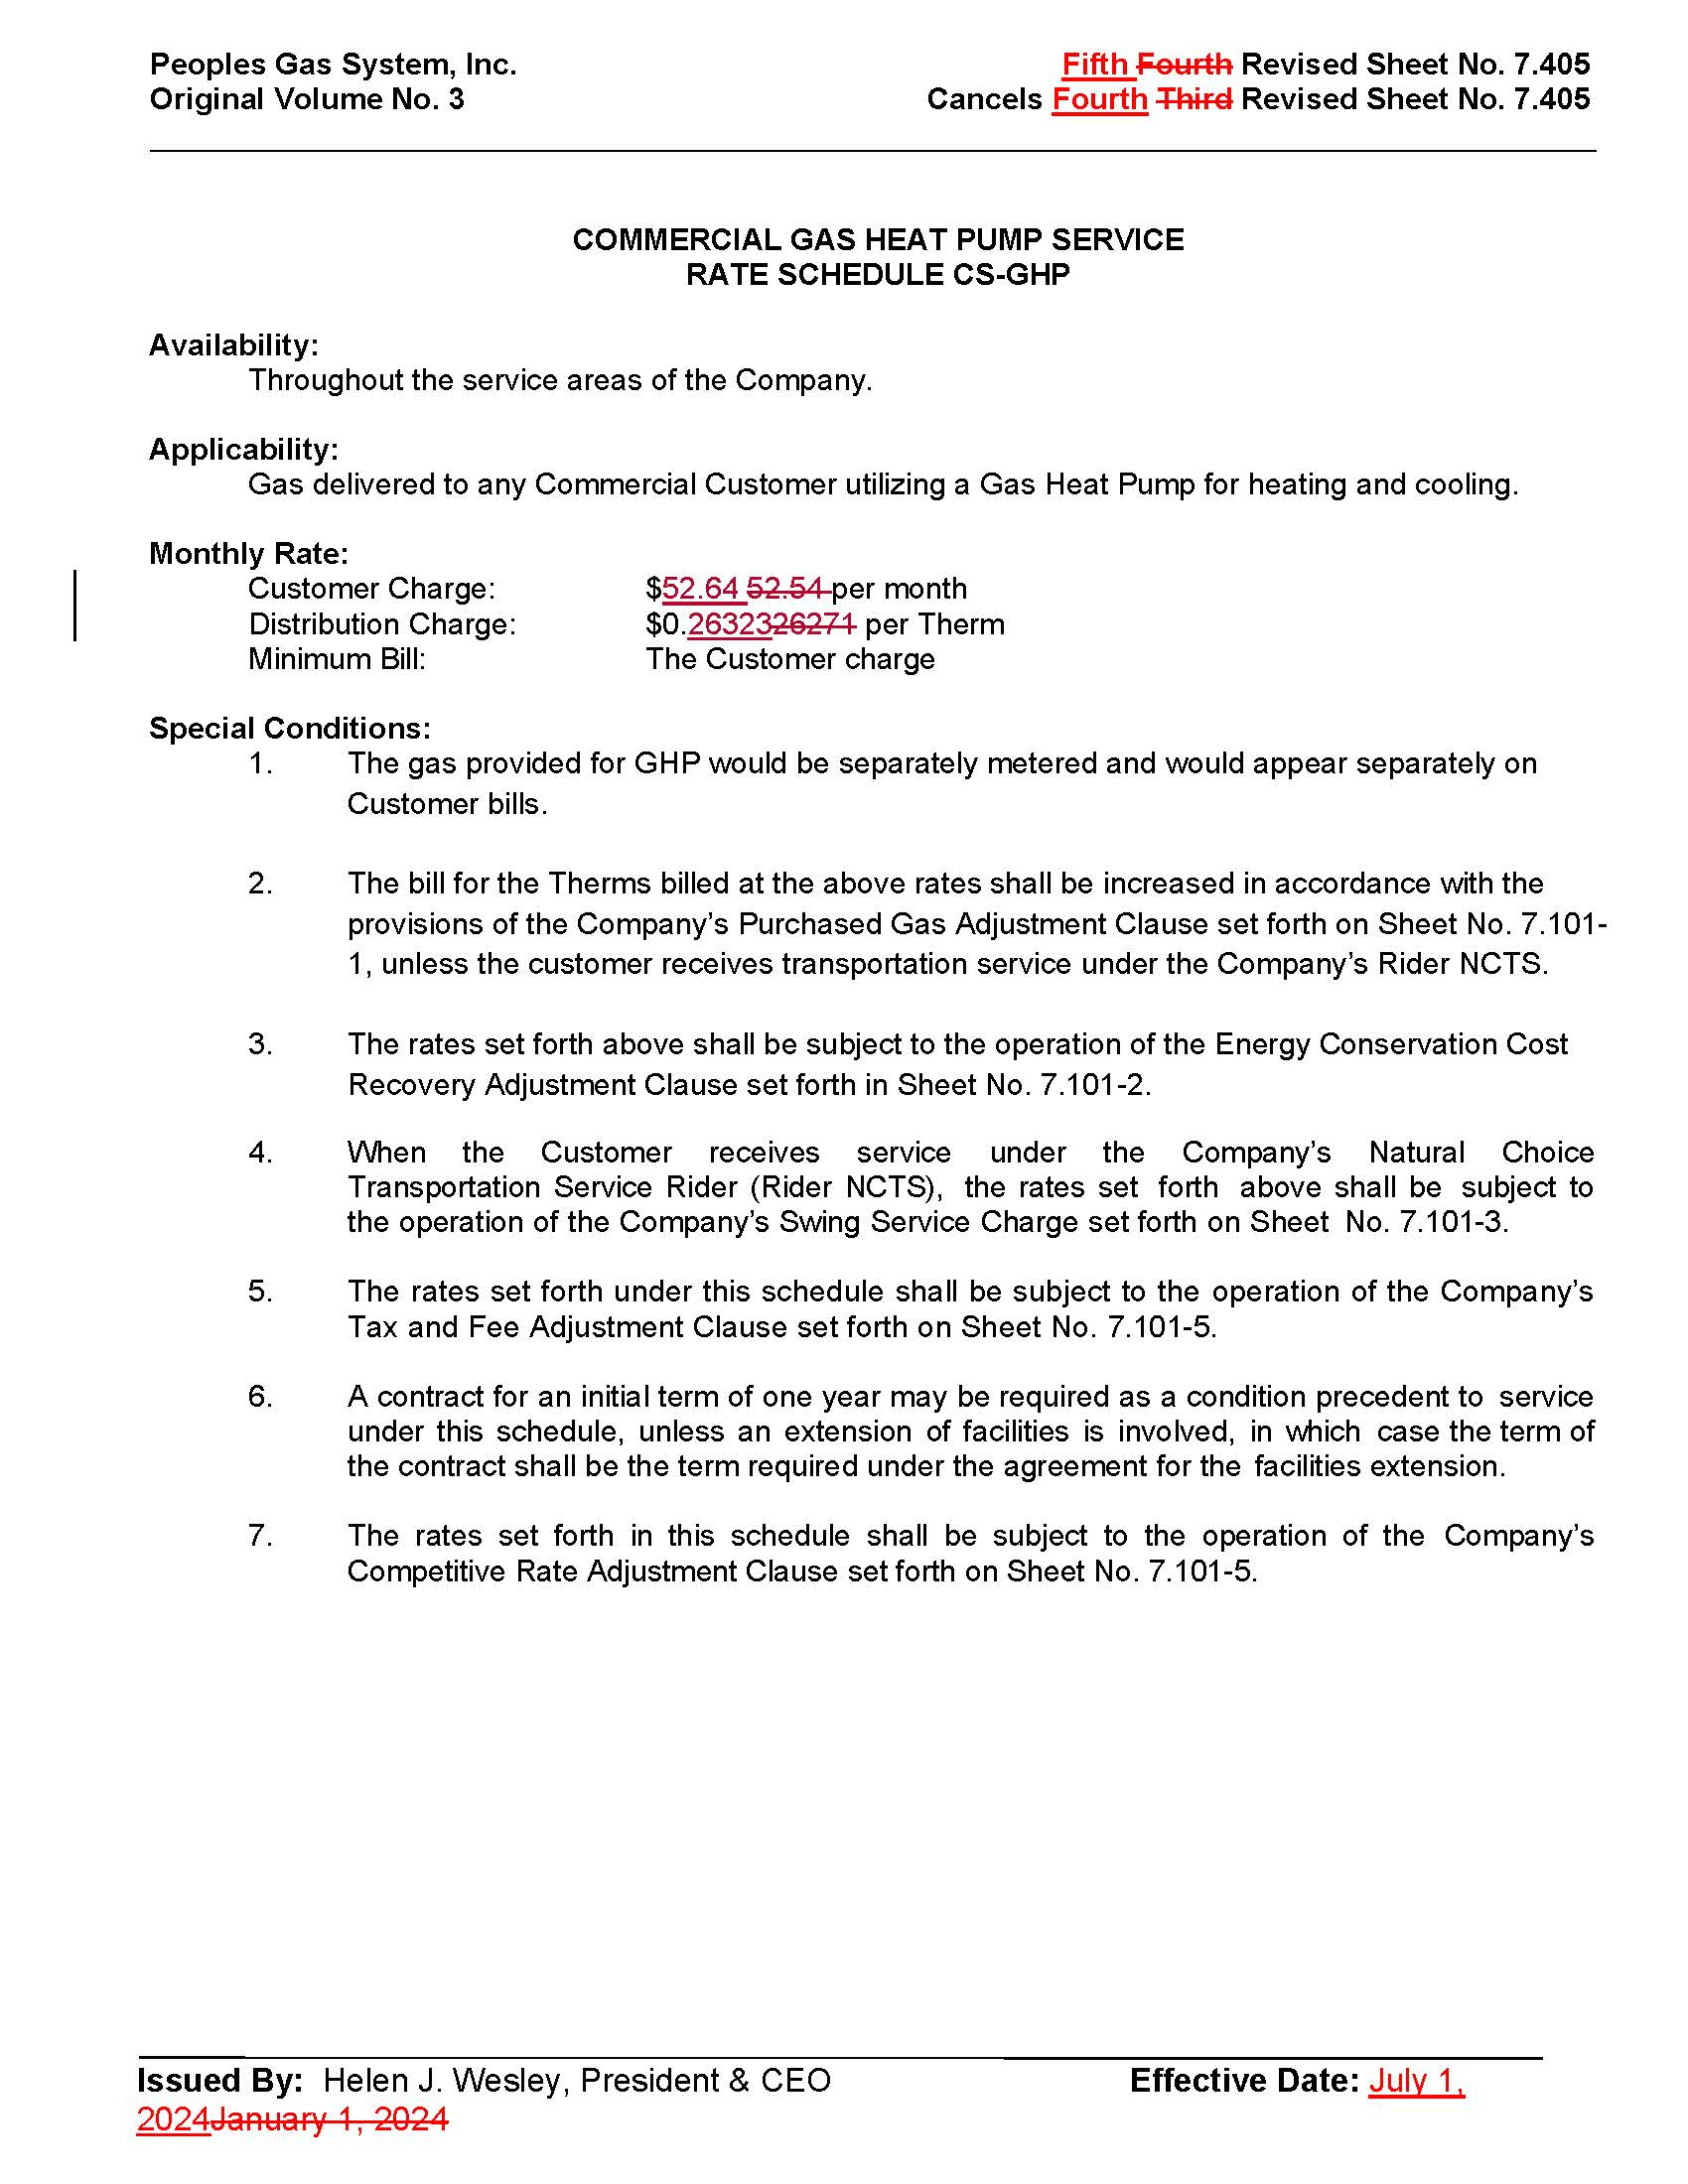 Peoples Gas System, Inc.
Original Volume No. 3
Fifth Fourth Revised Sheet No. 7.405
Cancels Fourth Third Revised Sheet No. 7.405
COMMERCIAL GAS HEAT PUMP SERVICE
RATE SCHEDULE CS-GHP
Availability:
Throughout the service areas of the Company.
Applicability:
Gas delivered to any Commercial Customer utilizing a Gas Heat Pump for heating and cooling.
Monthly Rate:
Customer Charge: $52.64 52.54 per month
Distribution Charge: $0.2632326271 per Therm
Minimum Bill: The Customer charge
Special Conditions:
1. The gas provided for GHP would be separately metered and would appear separately on
Customer bills.
2. The bill for the Therms billed at the above rates shall be increased in accordance with the
provisions of the Company’s Purchased Gas Adjustment Clause set forth on Sheet No. 7.101-
1, unless the customer receives transportation service under the Company’s Rider NCTS.
3. The rates set forth above shall be subject to the operation of the Energy Conservation Cost
Recovery Adjustment Clause set forth in Sheet No. 7.101-2.
4. When the Customer receives service under the Company’s Natural Choice
Transportation Service Rider (Rider NCTS), the rates set forth above shall be subject to
the operation of the Company’s Swing Service Charge set forth on Sheet No. 7.101-3.
5. The rates set forth under this schedule shall be subject to the operation of the Company’s
Tax and Fee Adjustment Clause set forth on Sheet No. 7.101-5.
6. A contract for an initial term of one year may be required as a condition precedent to service
under this schedule, unless an extension of facilities is involved, in which case the term of
the contract shall be the term required under the agreement for the facilities extension.
7. The rates set forth in this schedule shall be subject to the operation of the Company’s
Competitive Rate Adjustment Clause set forth on Sheet No. 7.101-5.
Issued By: Helen J. Wesley, President & CEO Effective Date: July 1,
2024January 1, 2024